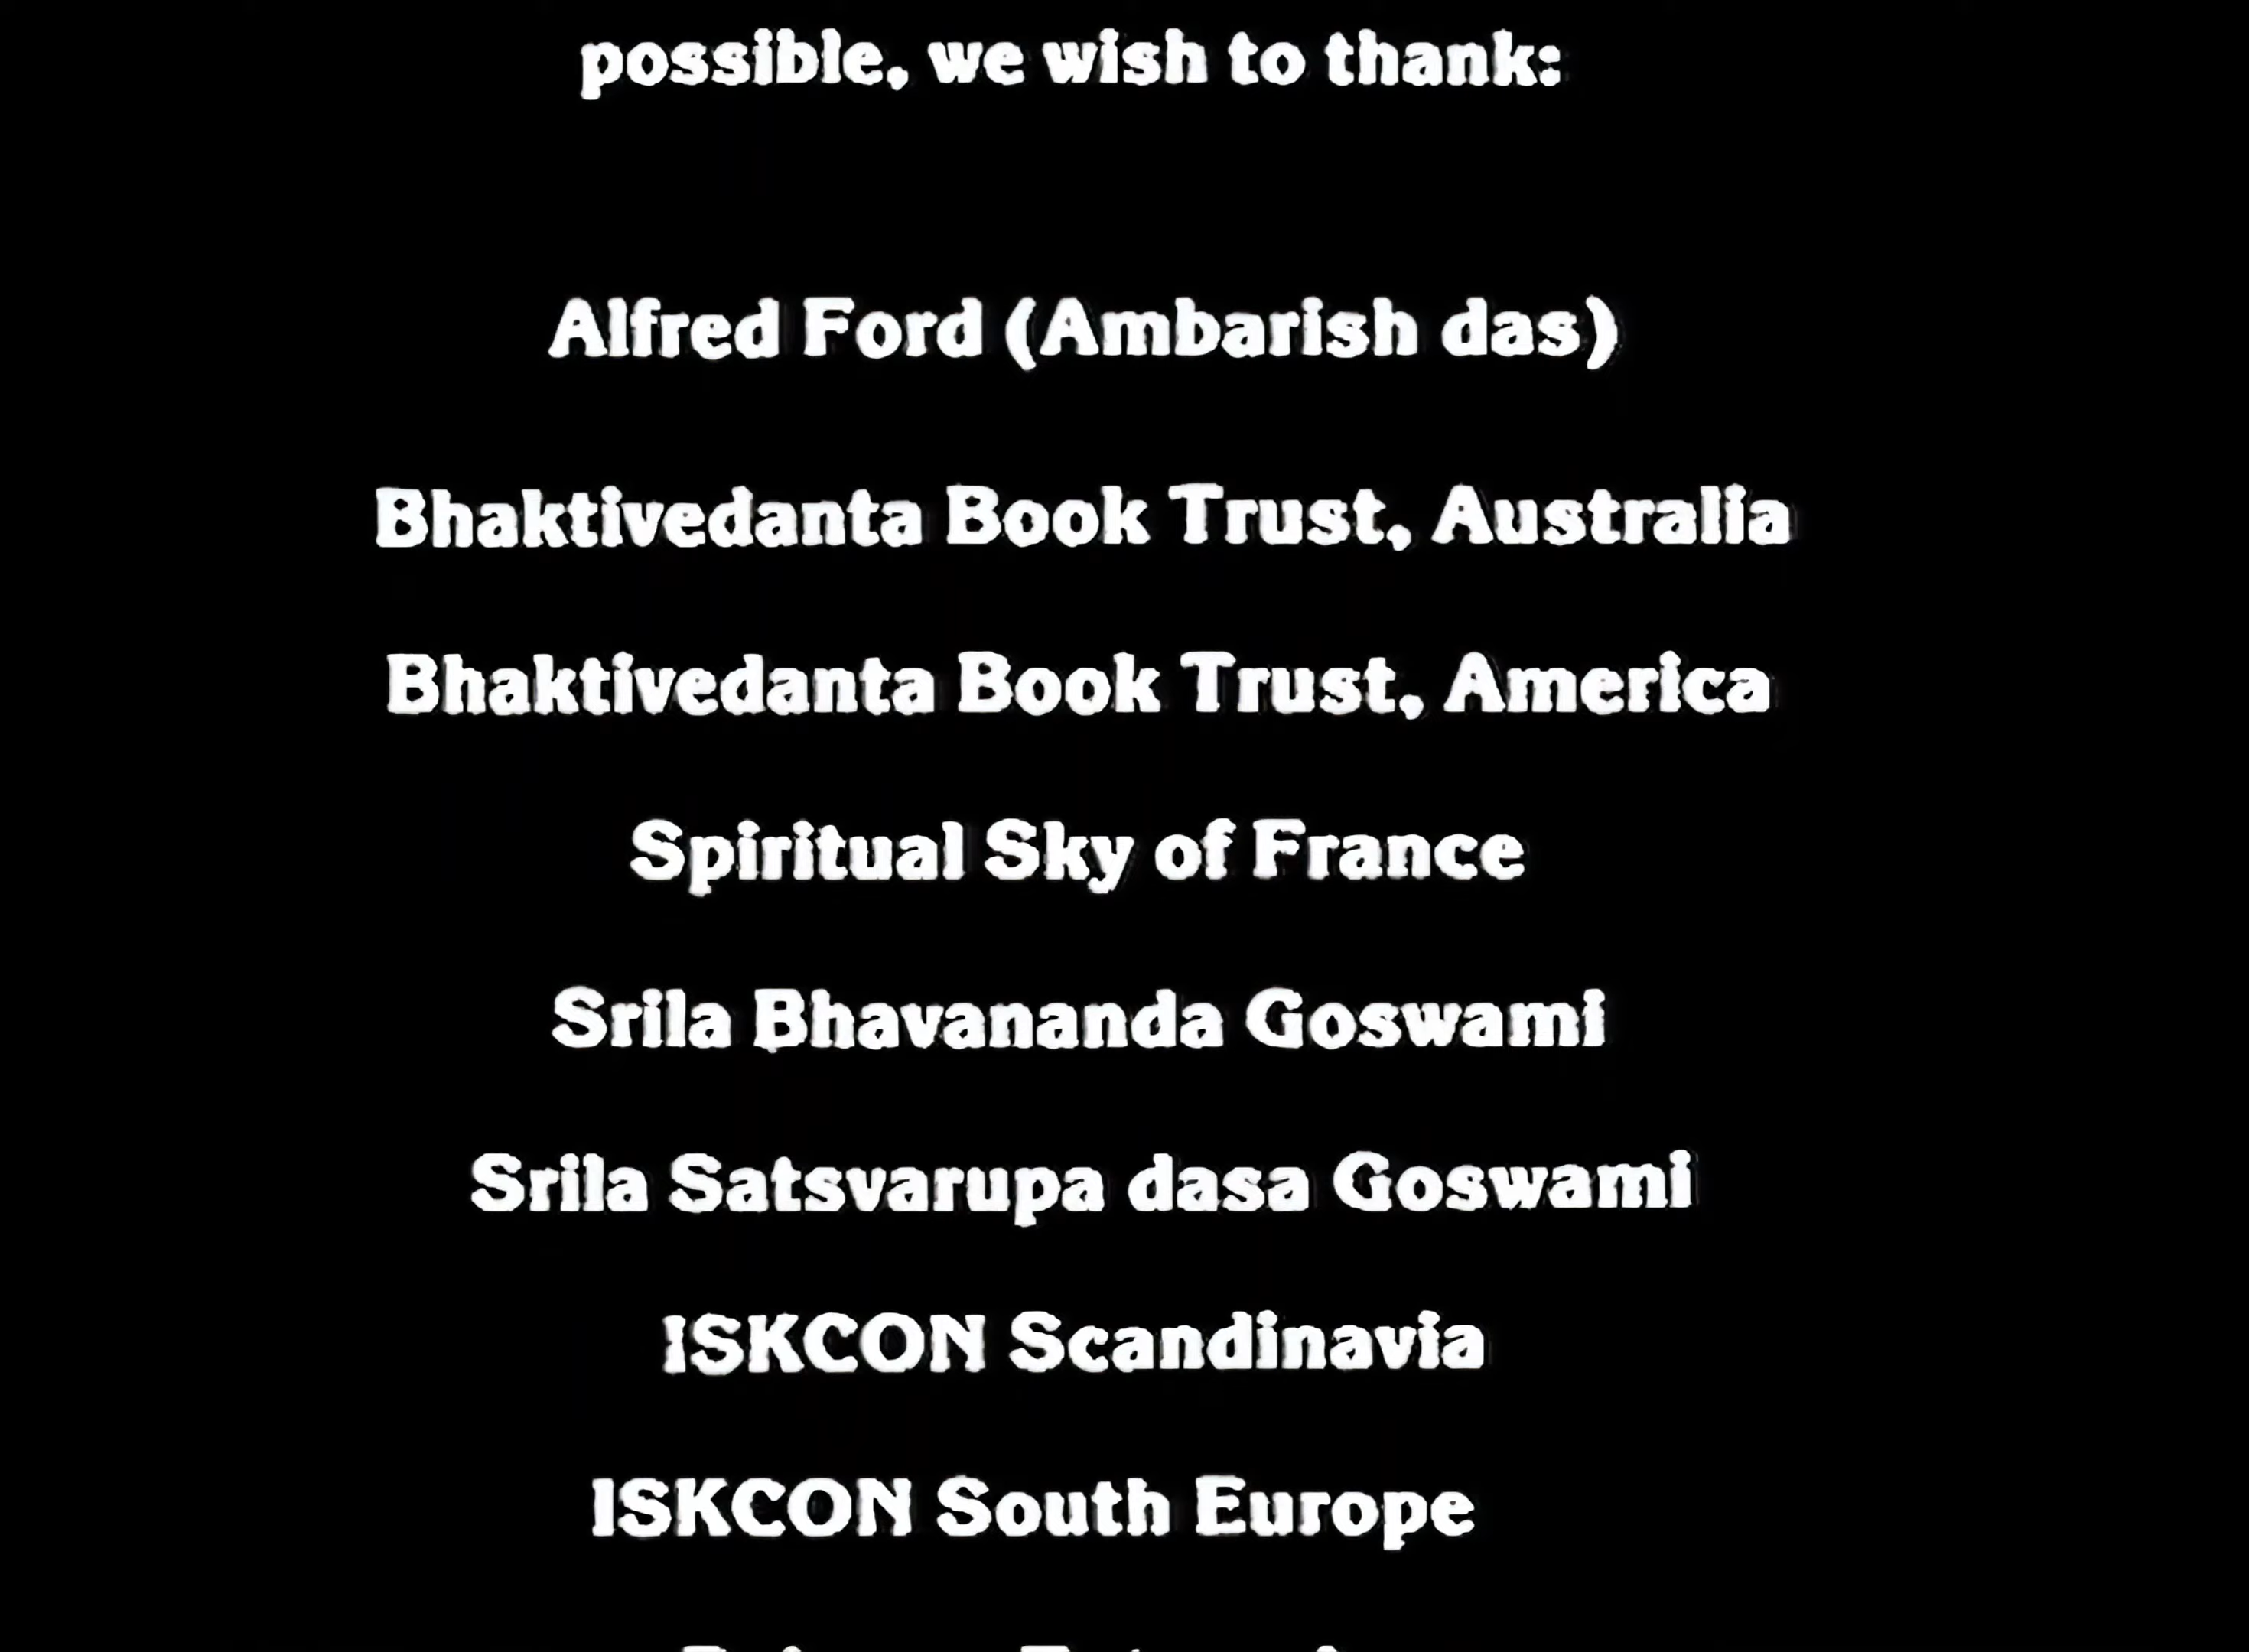 possible, we wish to thank:
Alfred Ford (Ambarish das)
Bhaktivedanta Book Trust, Australia
Bhaktivedanta Book Trust, America
Spiritual Sky of France
Srila Bhavananda Goswami
Srila Satsvarupa dasa Goswami
ISKCON Scandinavia
ISKCON South Europe